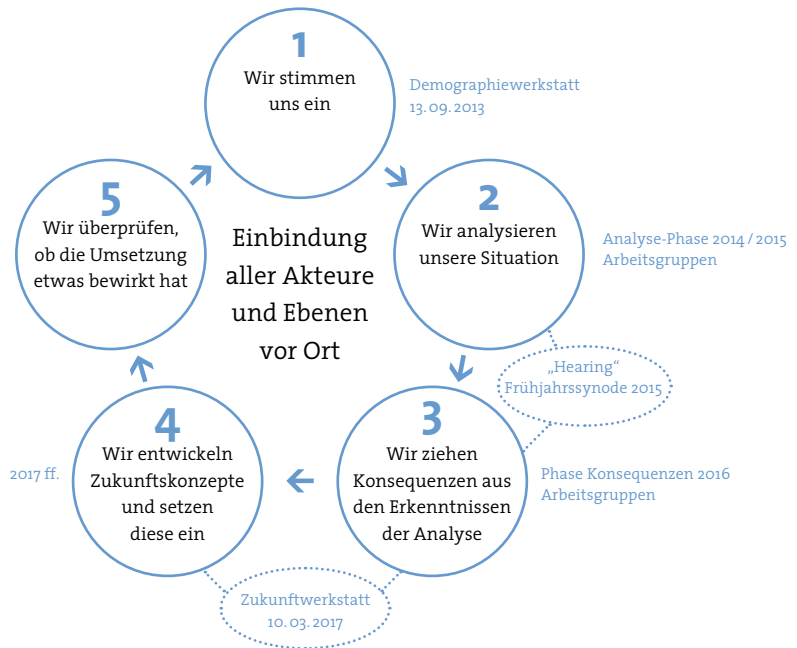 1
Wir stimmen
uns ein
Demographiewerkstatt
13.09.2013
2
Wir analysieren
unsere Situation
Analyse-Phase 2014/2015
Arbeitsgruppen
„Hearing“
Frühjahrssynode 2015
3
Wir ziehen
Konsequenzen aus
den Erkenntnissen
der Analyse
Phase Konsequenzen 2016
Arbeitsgruppen
Zukunftwerkstatt
10.03.2017
4
Wir entwickeln
Zukunftskonzepte
und setzen
diese ein
2017 ff.
5
Wir überprüfen,
ob die Umsetzung
etwas bewirkt hat
Einbindung
aller Akteure
und Ebenen
vor Ort